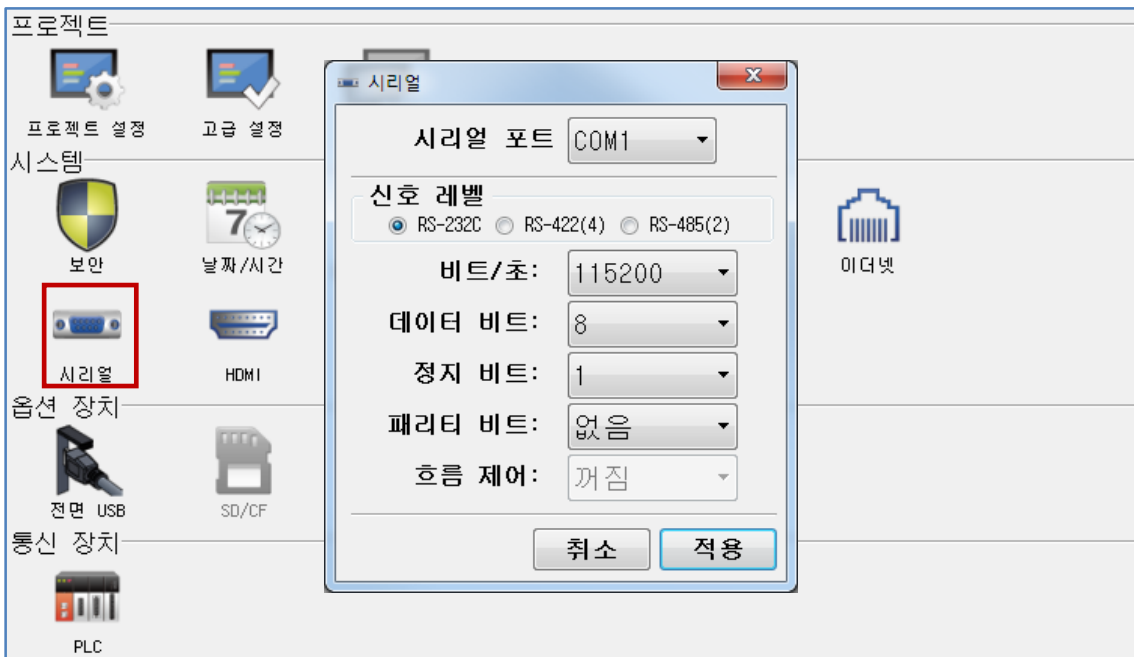 프로젝트
프로젝트 설정
고급 설정
시스템
보안
날짜/시간
7
이더넷
시리얼
HDMI
옵션 장치
전면 USB
SD/CF
통신 장치
PLC
시리얼
시리얼 포트 COM1
신호 레벨
RS-232C RS-422(4) RS-485(2)
비트/초: 115200
데이터 비트: 8
정지 비트: 1
패리티 비트: 없음
흐름 제어: 꺼짐
취소 적용